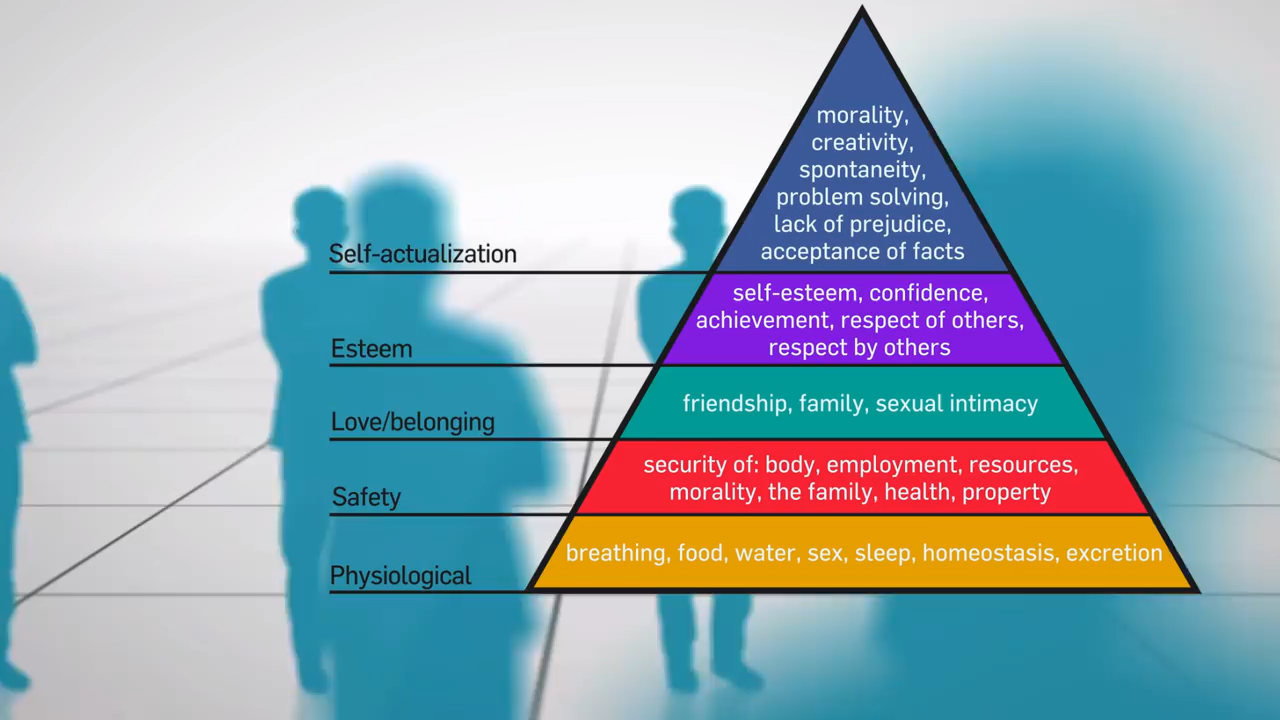 morality,
creativity,
spontaneity,
problem solving,
lack of prejudice,
acceptance of facts
Self-actualization
self-esteem, confidence,
achievement, respect of others,
respect by others
Esteem
friendship, family, sexual intimacy
Love/belonging
security of: body, employment, resources,
morality, the family, health, property
Safety
breathing, food, water, sex, sleep, homeostasis, excretion
Physiological